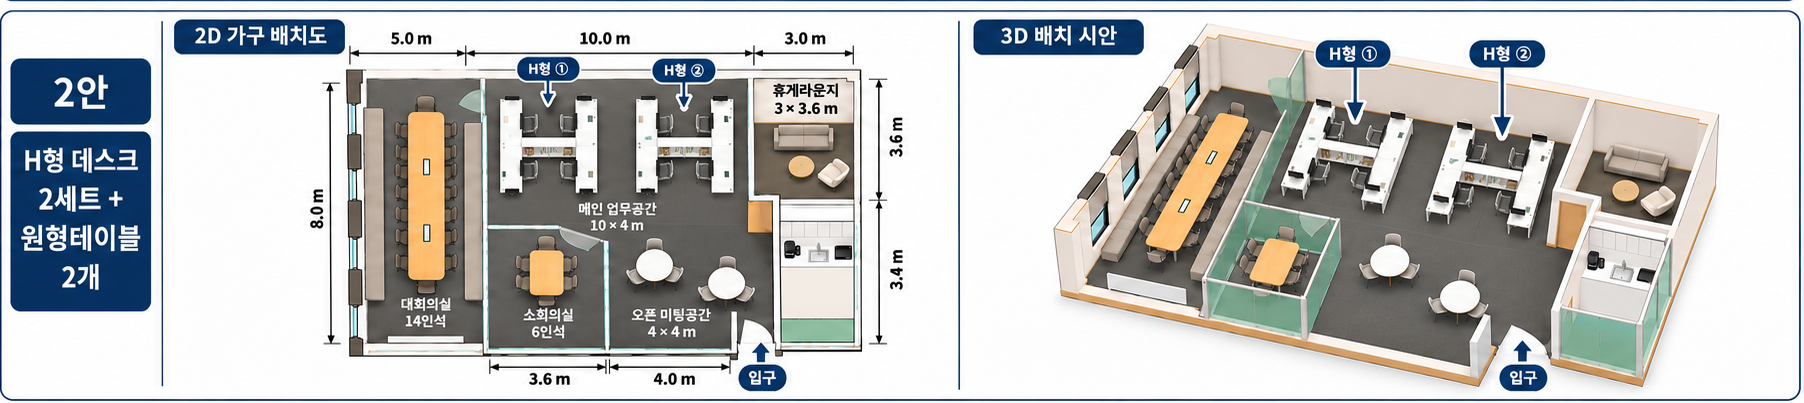 2안
H형 데스크
2세트 +
원형테이블
2개
2D 가구 배치도
5.0 m
10.0 m
3.0 m
H형 ①
H형 ②
휴게라운지
3 × 3.6 m
3.6 m
8.0 m
메인 업무공간
10 × 4 m
3.4 m
대회의실
14인석
소회의실
6인석
오픈 미팅공간
4 × 4 m
3.6 m
4.0 m
입구
3D 배치 시안
H형 ①
H형 ②
입구